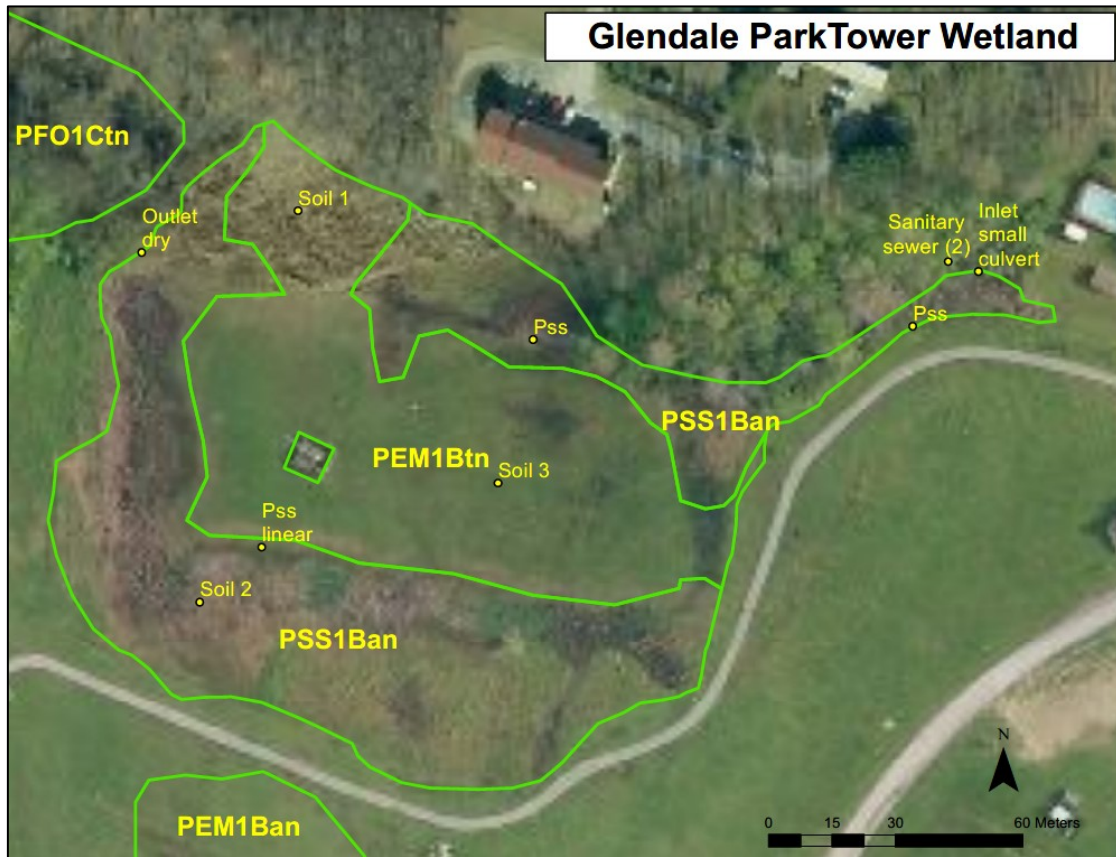 Glendale ParkTower Wetland
PFO1Ctn
Soil 1
Outlet
dry
Sanitary
sewer (2)
Inlet
small
culvert
Pss
Pss
PSS1Ban
PEM1Btn
Soil 3
Pss
linear
Soil 2
PSS1Ban
N
PEM1Ban
0 15 30 60 Meters